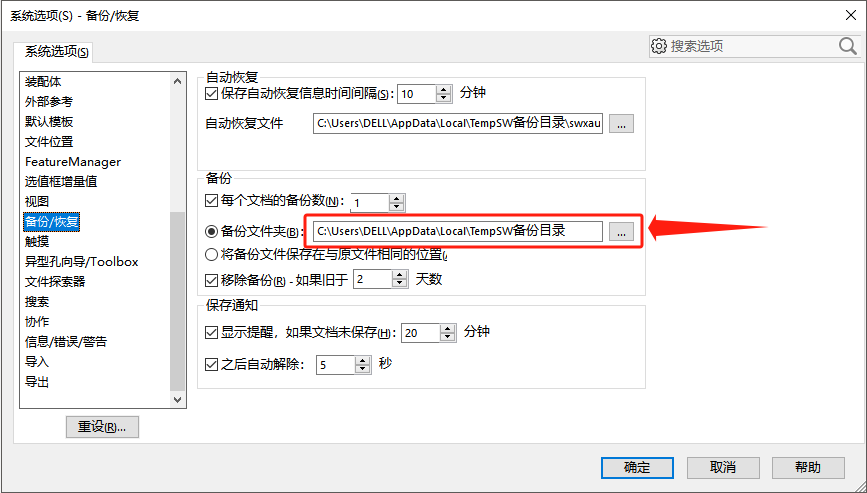 系统选项(S) - 备份/恢复
系统选项(S)
搜索选项
装配体
外部参考
默认模板
文件位置
FeatureManager
选值框增量值
视图
备份/恢复
触摸
异型孔向导/Toolbox
文件探索器
搜索
协作
信息/错误/警告
导入
导出
重设(R)...
自动恢复
保存自动恢复信息时间间隔(S): 10 分钟
自动恢复文件 C:\Users\DELL\AppData\Local\TempSW备份目录\swxau ...
备份
每个文档的备份数(N): 1
备份文件夹(B): C:\Users\DELL\AppData\Local\TempSW备份目录 ...
将备份文件保存在与原文件相同的位置(
移除备份(R) - 如果旧于 2 天数
保存通知
显示提醒，如果文档未保存(H): 20 分钟
之后自动解除： 5 秒
确定 取消 帮助